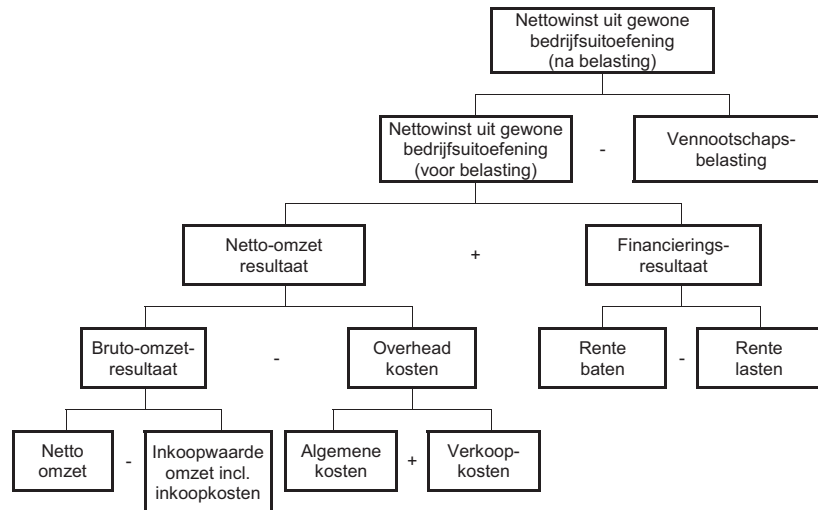 Nettowinst uit gewone
bedrijfsuitoefening
(na belasting)
Nettowinst uit gewone
bedrijfsuitoefening
(voor belasting)
-
Vennootschaps-
belasting
Netto-omzet
resultaat
+
Financierings-
resultaat
Bruto-omzet-
resultaat
-
Overhead
kosten
Rente
baten
-
Rente
lasten
Netto
omzet
-
Inkoopwaarde
omzet incl.
inkoopkosten
Algemene
kosten
+
Verkoop-
kosten